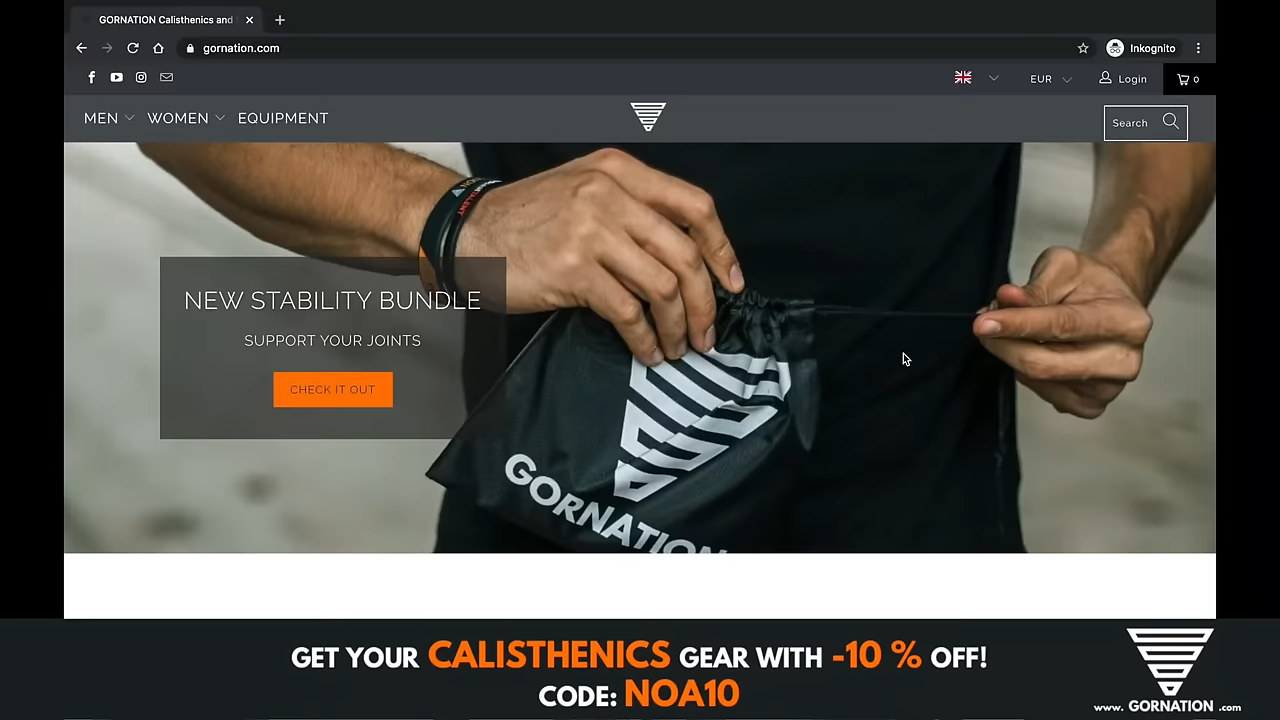 GORNATION Calisthenics and
gornation.com
Inkognito
EUR
Login
0
MEN
WOMEN
EQUIPMENT
Search
NEW STABILITY BUNDLE
SUPPORT YOUR JOINTS
CHECK IT OUT
GORNATION
GET YOUR CALISTHENICS GEAR WITH -10 % OFF!
CODE: NOA10
www. GORNATION .com